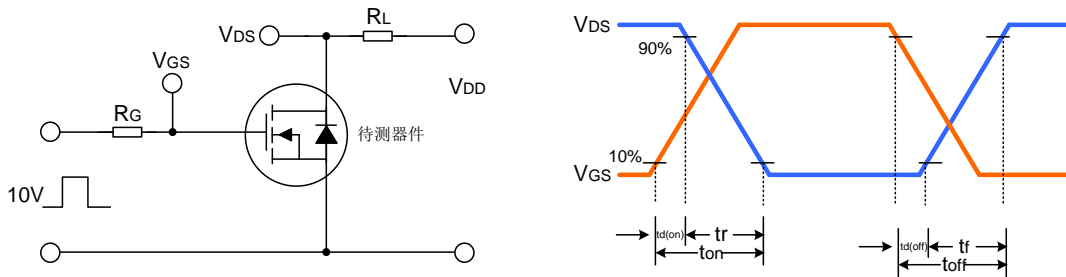 VDS
RL
VGS
VDD
RG
待测器件
10V
VDS
90%
10%
VGS
td(on)
tr
ton
td(off)
tf
toff